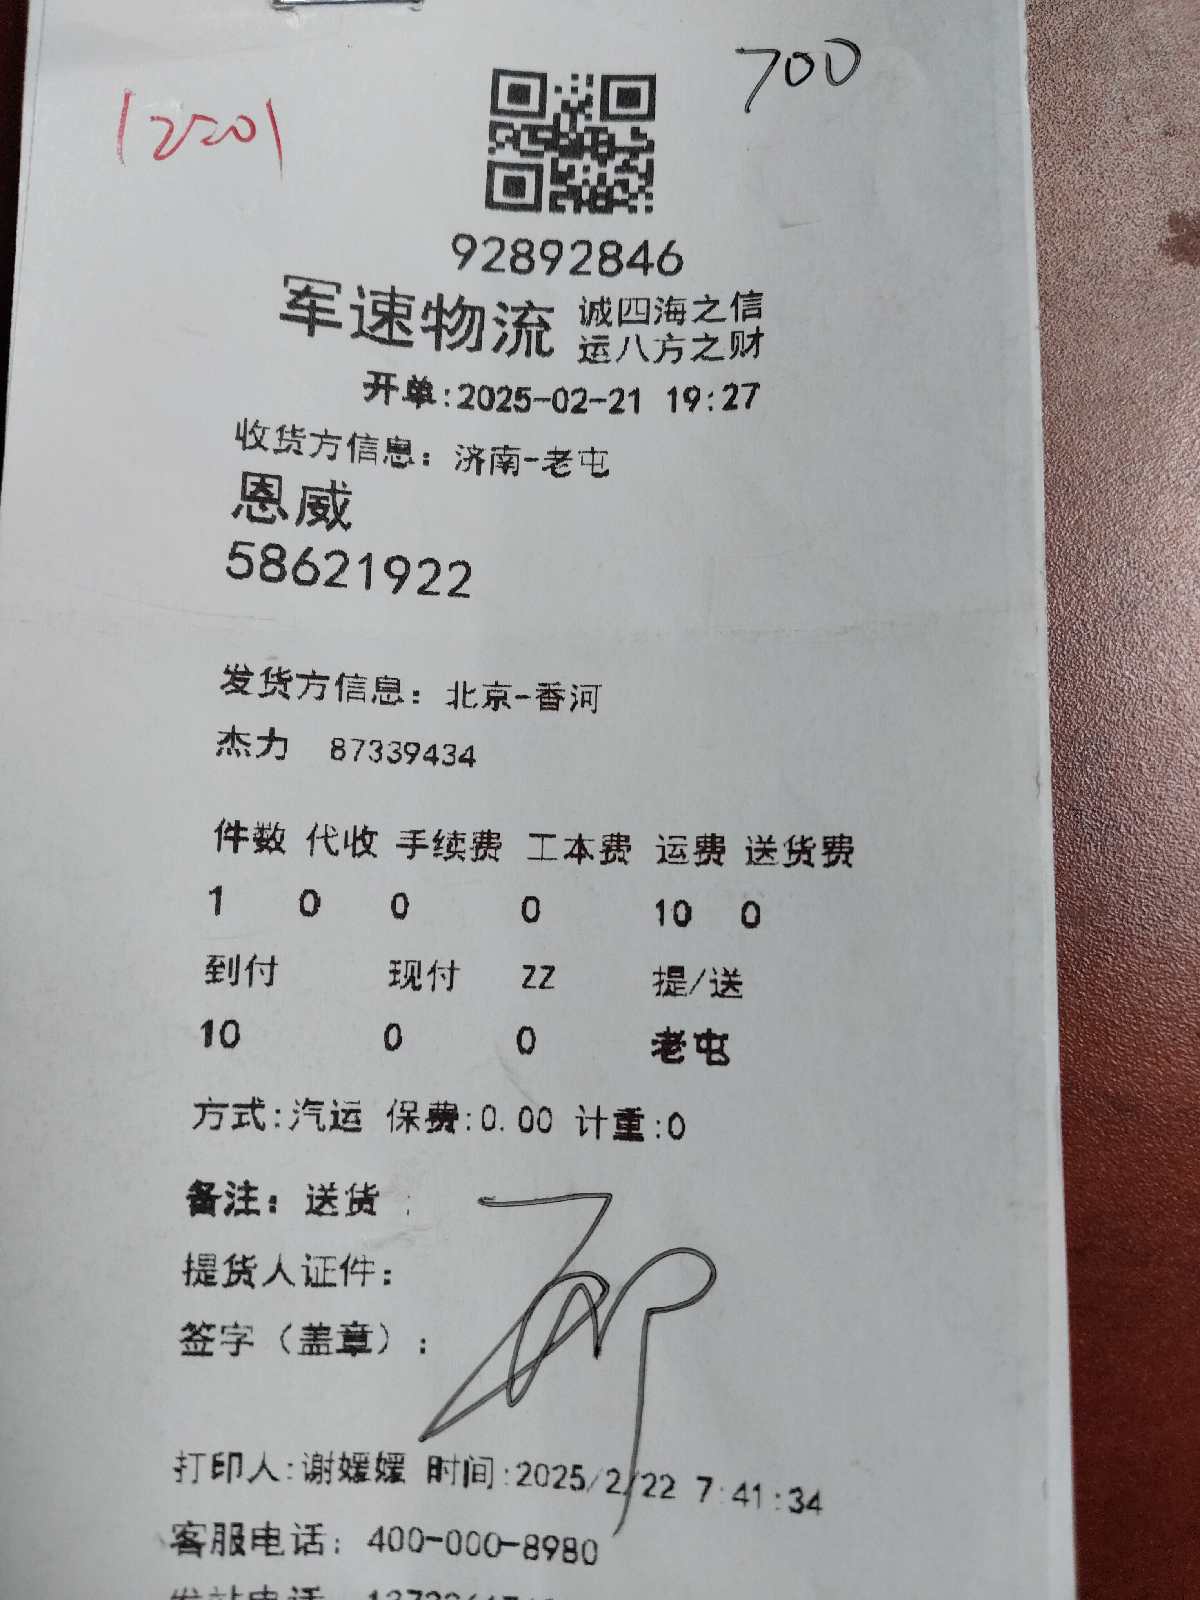 700
12201
92892846
军速物流 诚四海之信
运八方之财
开单:2025-02-21 19:27
收货方信息：济南-老屯
恩威
58621922
发货方信息：北京-香河
杰力 87339434
件数 代收 手续费 工本费 运费 送货费
1 0 0 0 10 0
到付 现付 ZZ 提/送
10 0 0 老屯
方式:汽运 保费:0.00 计重:0
备注：送货：
提货人证件：
签字（盖章）：
打印人:谢媛媛 时间:2025/2/22 7:41:34
客服电话：400-000-8980